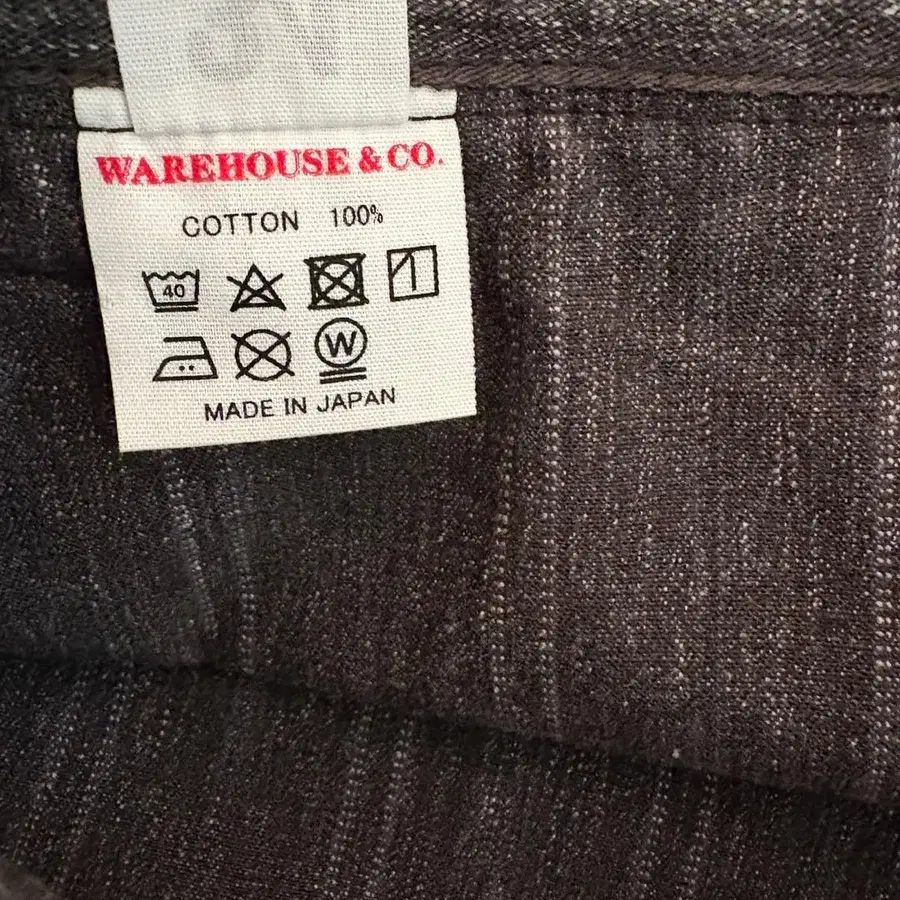 WAREHOUSE & CO.
COTTON 100%
40
W
MADE IN JAPAN